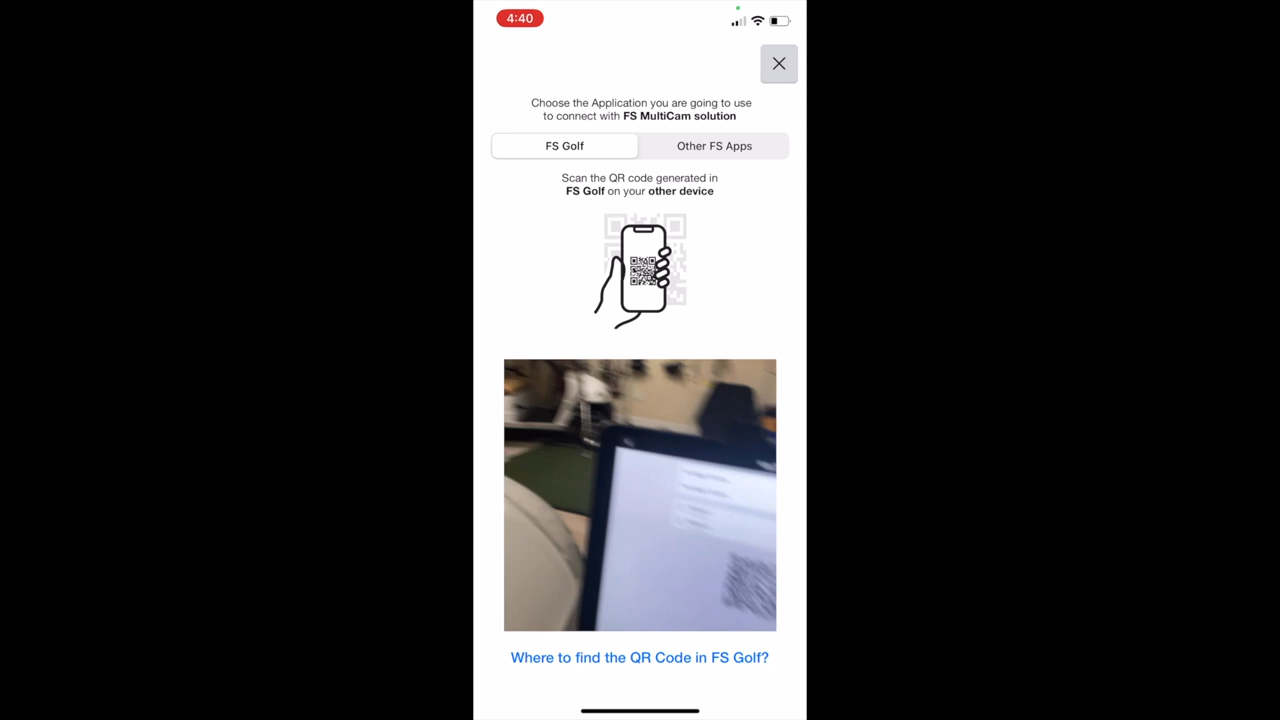 4:40
Choose the Application you are going to use
to connect with FS MultiCam solution
FS Golf
Other FS Apps
Scan the QR code generated in
FS Golf on your other device
Where to find the QR Code in FS Golf?